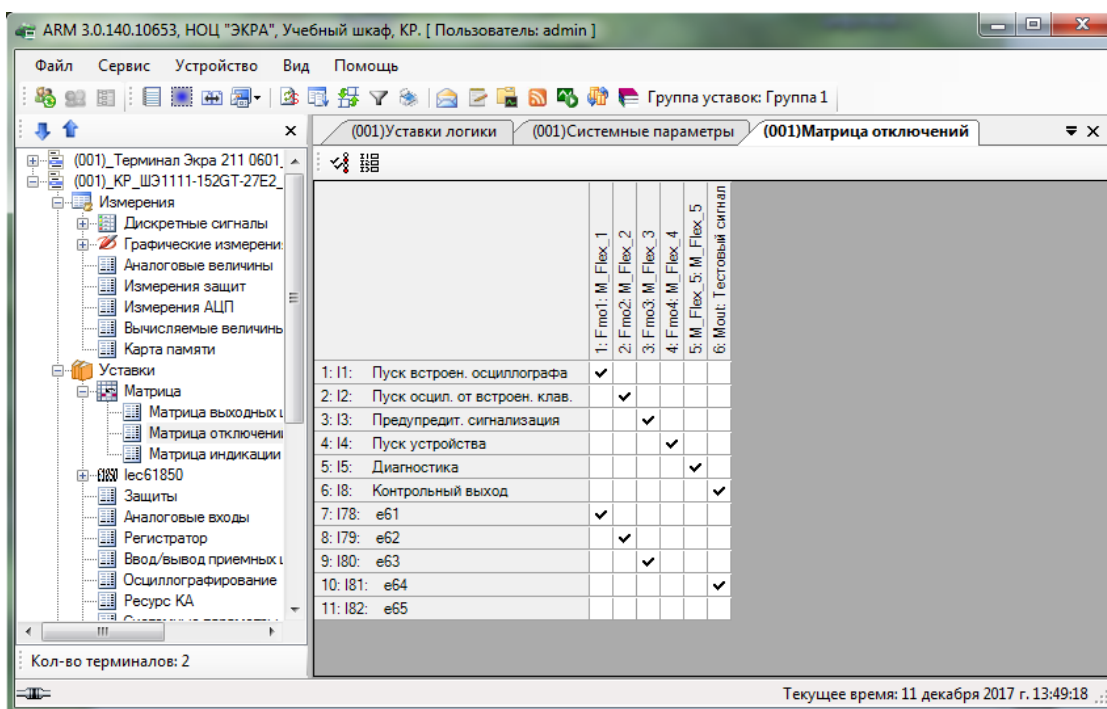 ARM 3.0.140.10653, НОЦ "ЭКРА", Учебный шкаф, КР. [ Пользователь: admin ]
Файл Сервис Устройство Вид Помощь
Группа уставок: Группа 1
(001)Уставки логики (001)Системные параметры (001)Матрица отключений
(001)_Терминал Экра 211 0601_
(001)_КР_ШЭ1111-152GT-27E2_
Измерения
Дискретные сигналы
Графические измерени
Аналоговые величины
Измерения защит
Измерения АЦП
Вычисляемые величинь
Карта памяти
Уставки
Матрица
Матрица выходных
Матрица отключени
Матрица индикации
Iec61850
Защиты
Аналоговые входы
Регистратор
Ввод/вывод приемных
Осциллографирование
Ресурс КА
Кол-во терминалов: 2
1: Fmo1: M_Flex_1
2: Fmo2: M_Flex_2
3: Fmo3: M_Flex_3
4: Fmo4: M_Flex_4
5: M_Flex_5: M_Flex_5
6: Mout: Тестовый сигнал
1: I1: Пуск встроен. осциллографа
2: I2: Пуск осцил. от встроен. клав.
3: I3: Предупредит. сигнализация
4: I4: Пуск устройства
5: I5: Диагностика
6: I8: Контрольный выход
7: I78: e61
8: I79: e62
9: I80: e63
10: I81: e64
11: I82: e65
Текущее время: 11 декабря 2017 г. 13:49:18